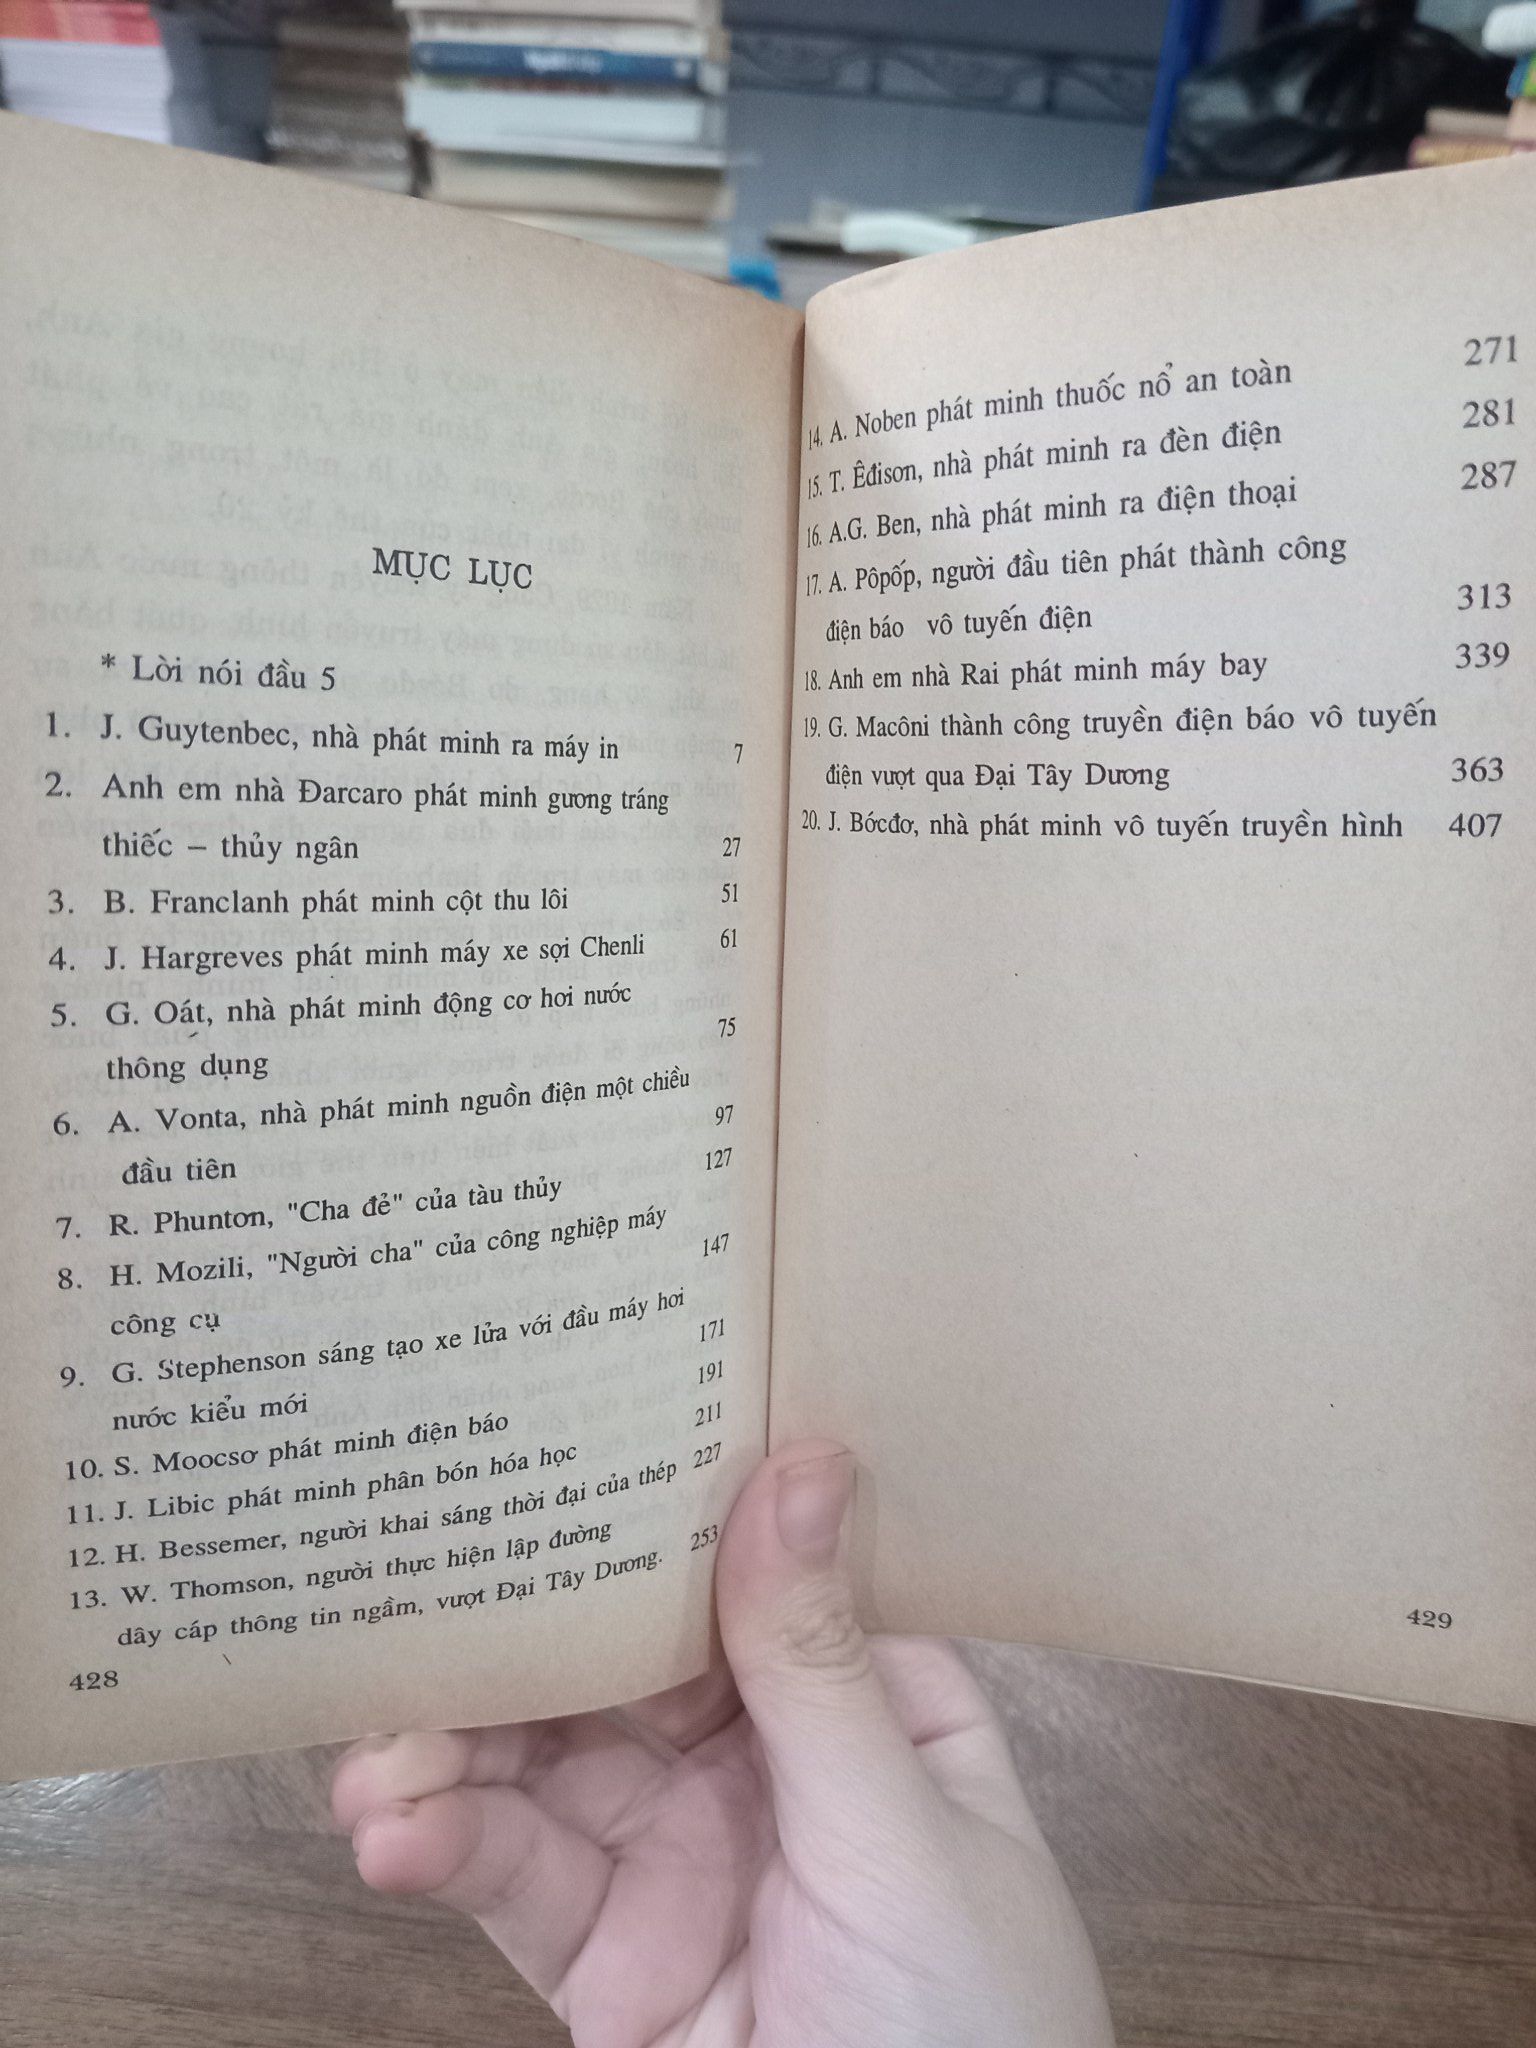 MỤC LỤC
* Lời nói đầu 5
1. J. Guytenbec, nhà phát minh ra máy in 7
2. Anh em nhà Đarcaro phát minh gương tráng
thiếc – thủy ngân 27
3. B. Franclanh phát minh cột thu lôi 51
4. J. Hargreves phát minh máy xe sợi Chenli 61
5. G. Oát, nhà phát minh động cơ hơi nước
thông dụng 75
6. A. Vonta, nhà phát minh nguồn điện một chiều
đầu tiên 97
7. R. Phuntơn, "Cha đẻ" của tàu thủy 127
8. H. Mozili, "Người cha" của công nghiệp máy
công cụ 147
9. G. Stephenson sáng tạo xe lửa với đầu máy hơi
nước kiểu mới 171
10. S. Moocsơ phát minh điện báo 191
11. J. Libic phát minh phân bón hóa học 211
12. H. Bessemer, người khai sáng thời đại của thép 227
13. W. Thomson, người thực hiện lập đường
dây cáp thông tin ngầm, vượt Đại Tây Dương. 253
428
14. A. Noben phát minh thuốc nổ an toàn 271
15. T. Êđison, nhà phát minh ra đèn điện 281
16. A.G. Ben, nhà phát minh ra điện thoại 287
17. A. Pôpốp, người đầu tiên phát thành công
điện báo vô tuyến điện 313
18. Anh em nhà Rai phát minh máy bay 339
19. G. Macôni thành công truyền điện báo vô tuyến
điện vượt qua Đại Tây Dương 363
20. J. Bớcđơ, nhà phát minh vô tuyến truyền hình 407
429